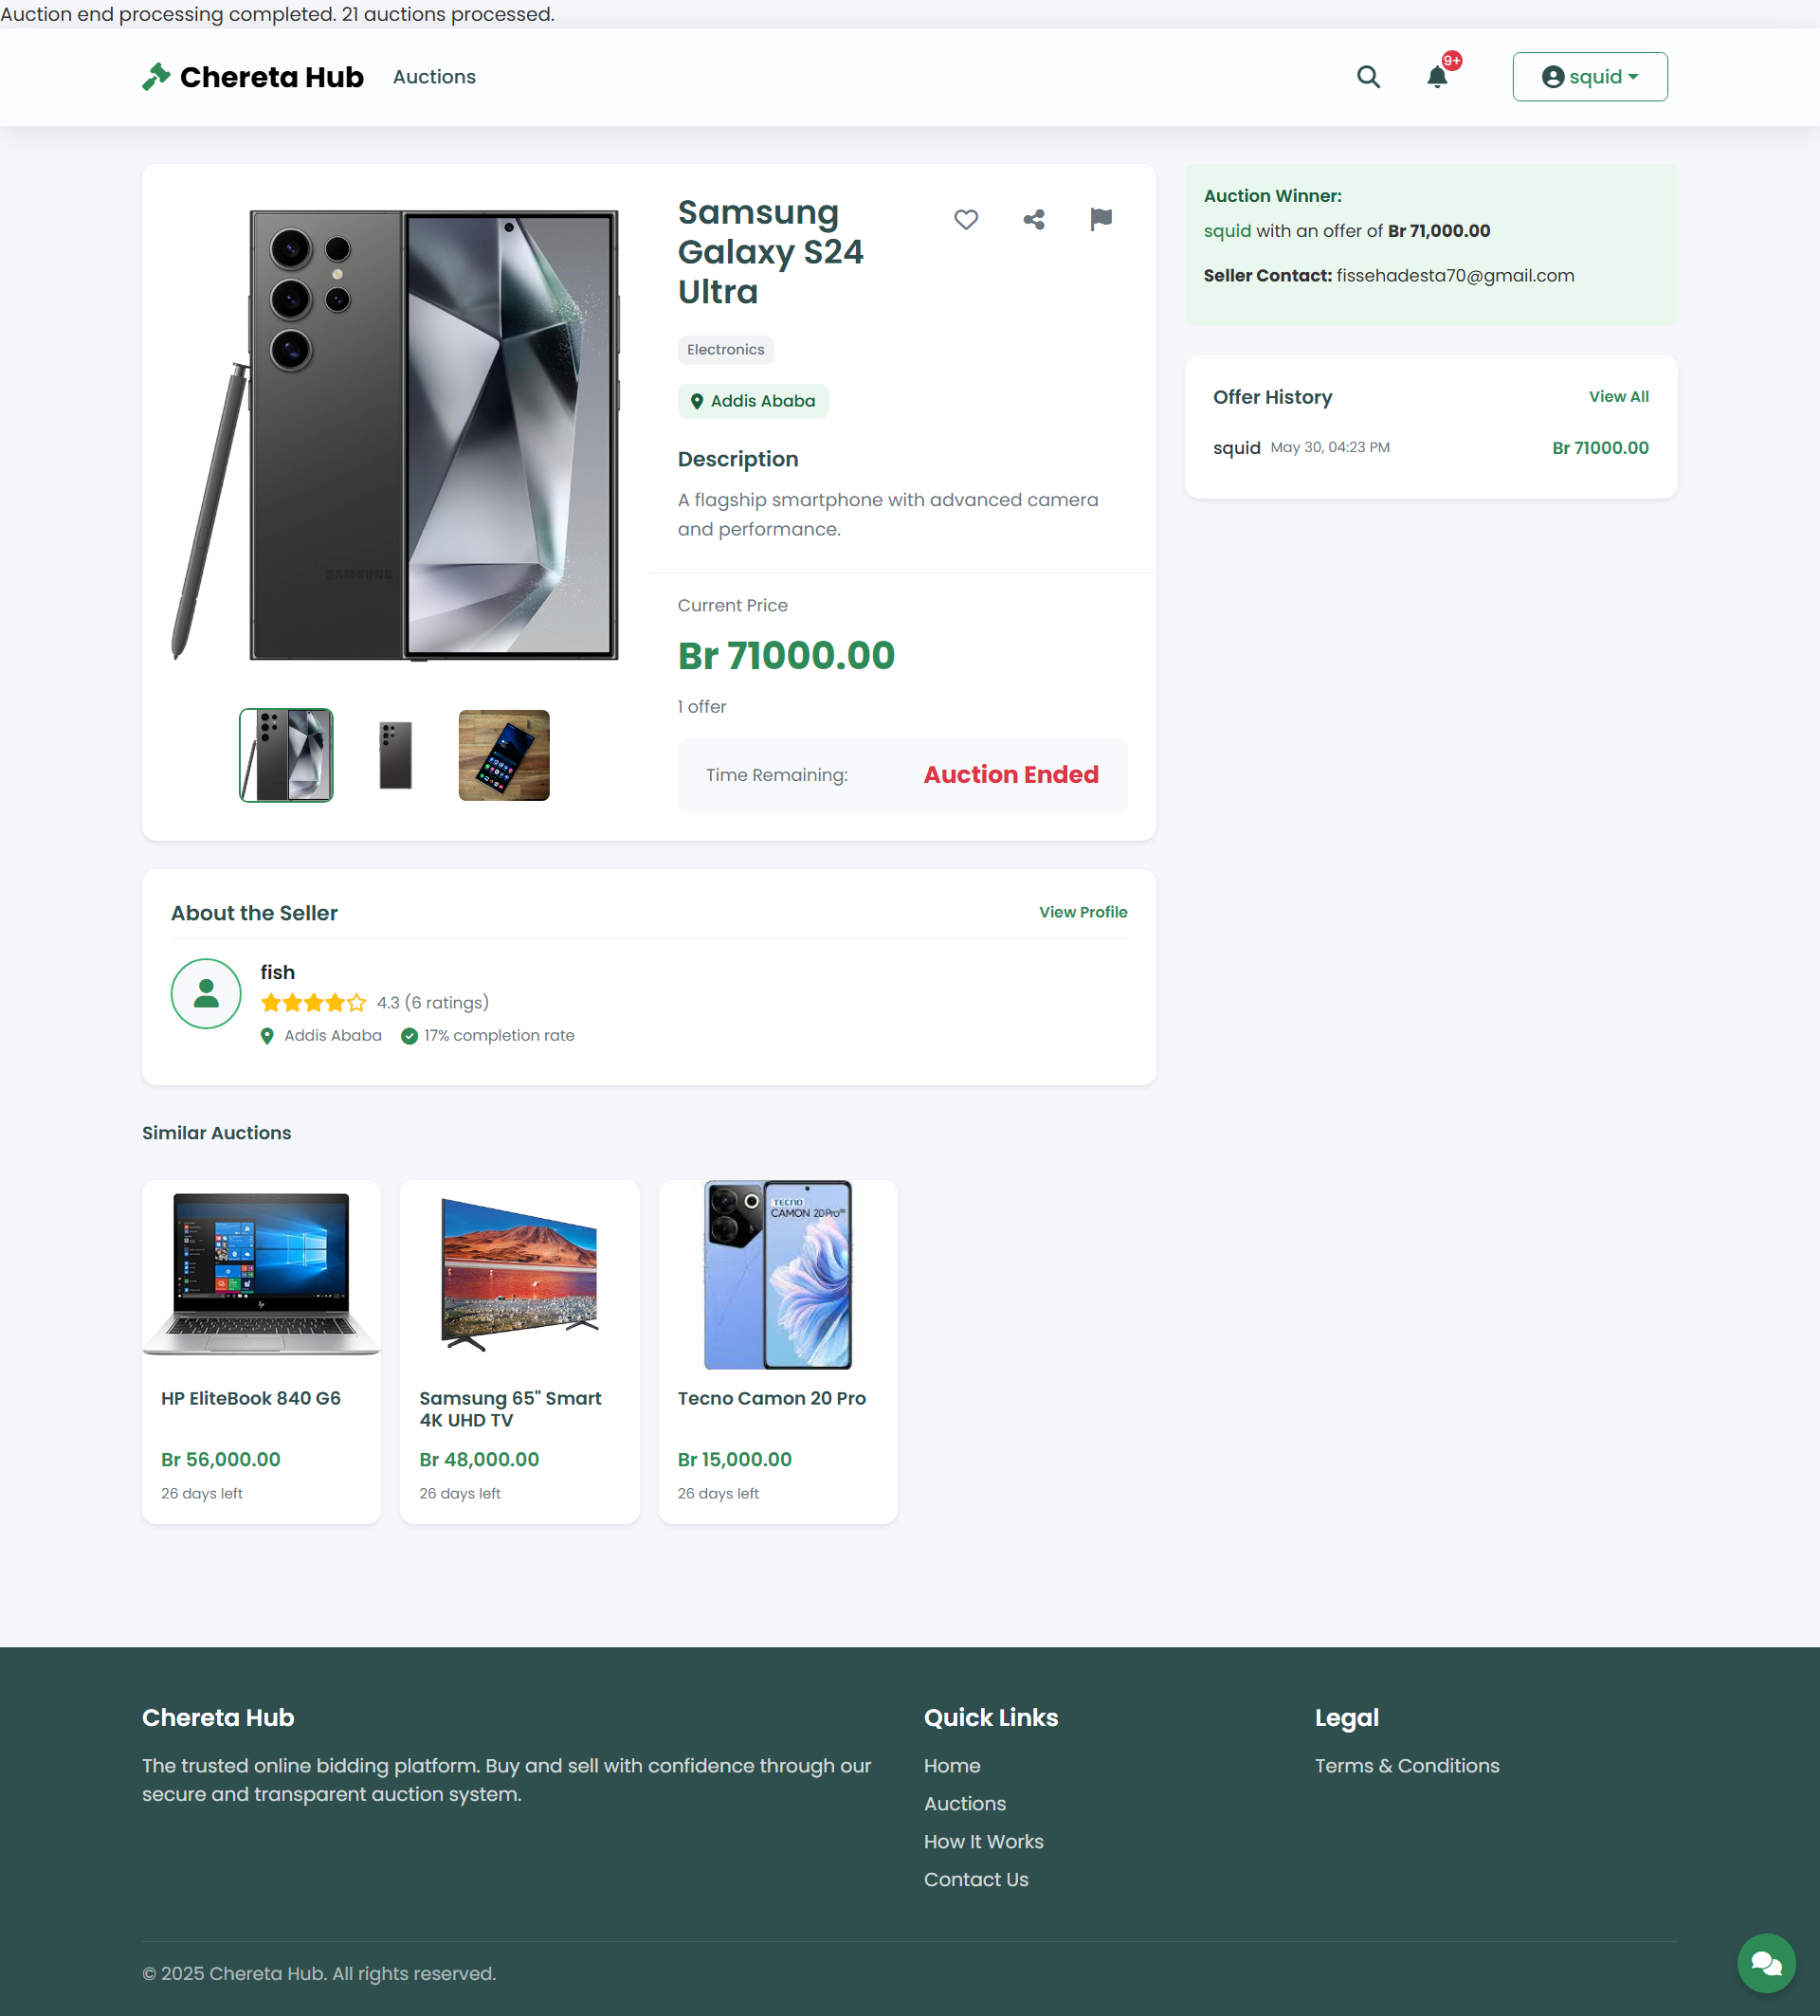 Auction end processing completed. 21 auctions processed.
Chereta Hub
Auctions
9+
squid
Samsung
Galaxy S24
Ultra
Electronics
Addis Ababa
Description
A flagship smartphone with advanced camera
and performance.
Current Price
Br 71000.00
1 offer
Time Remaining:
Auction Ended
SAMSUNG
Auction Winner:
squid with an offer of Br 71,000.00
Seller Contact: fissehadesta70@gmail.com
Offer History
View All
squid May 30, 04:23 PM
Br 71000.00
About the Seller
View Profile
fish
4.3 (6 ratings)
Addis Ababa
17% completion rate
Similar Auctions
hp
HP EliteBook 840 G6
Br 56,000.00
26 days left
Samsung 65" Smart
4K UHD TV
Br 48,000.00
26 days left
TECNO
CAMON 20 Pro
Tecno Camon 20 Pro
Br 15,000.00
26 days left
Chereta Hub
The trusted online bidding platform. Buy and sell with confidence through our
secure and transparent auction system.
Quick Links
Home
Auctions
How It Works
Contact Us
Legal
Terms & Conditions
© 2025 Chereta Hub. All rights reserved.